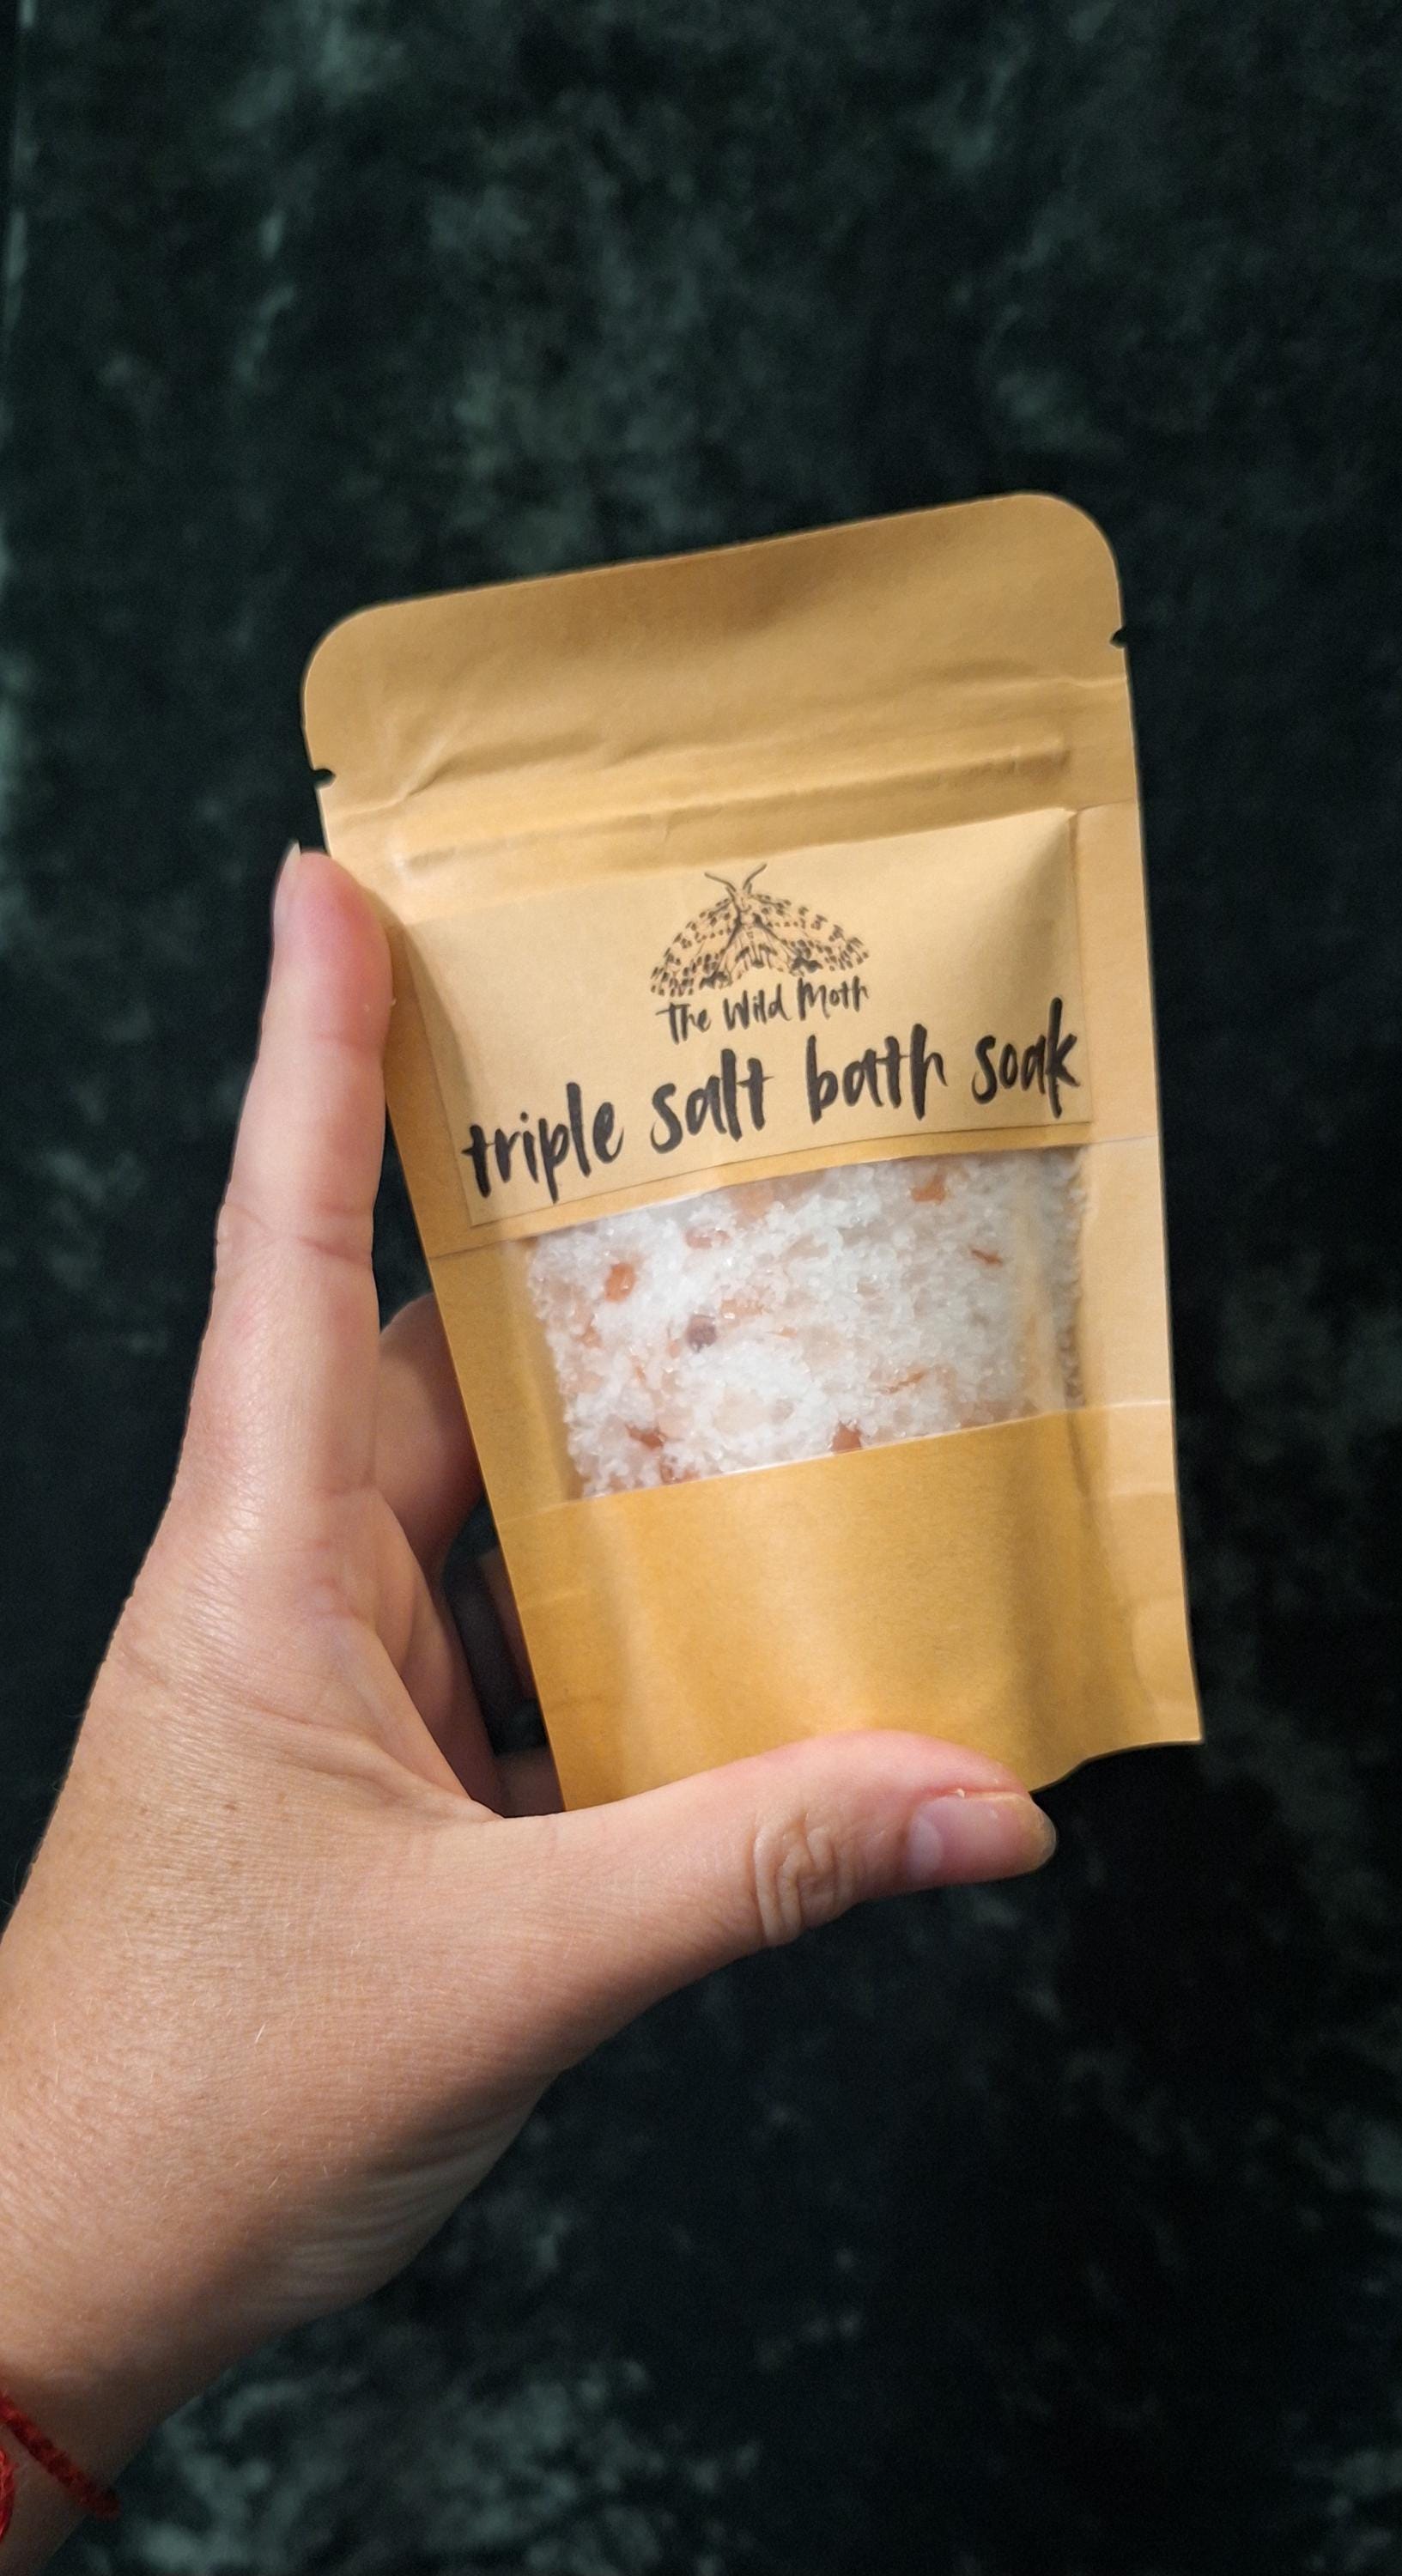 The Wild Moth
triple salt bath soak